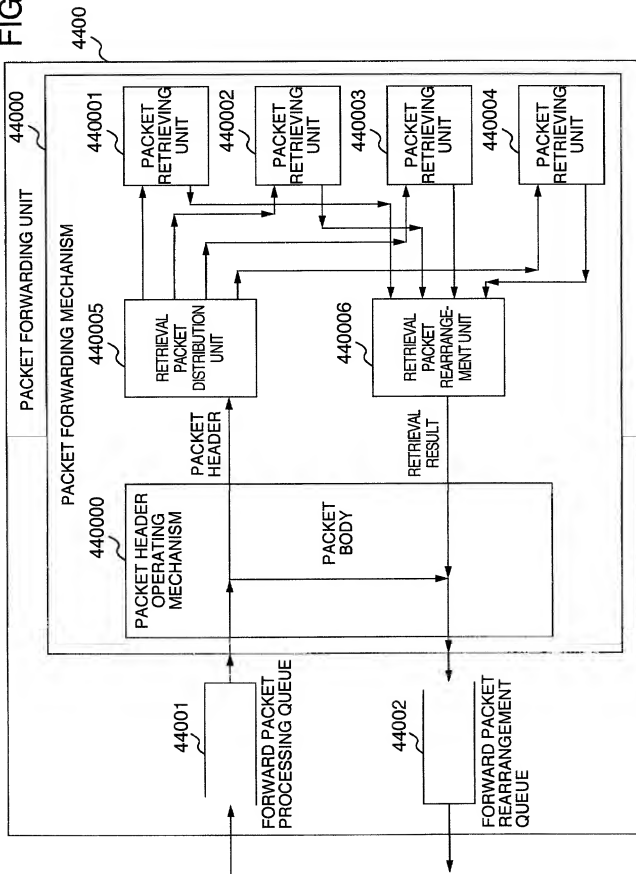 FIG
4400
PACKET FORWARDING UNIT
44000
PACKET FORWARDING MECHANISM
440001
PACKET
RETRIEVING
UNIT
440002
PACKET
RETRIEVING
UNIT
440003
PACKET
RETRIEVING
UNIT
440004
PACKET
RETRIEVING
UNIT
440005
RETRIEVAL
PACKET
DISTRIBUTION
UNIT
440006
RETRIEVAL
PACKET
REARRANGE-
MENT UNIT
PACKET
HEADER
RETRIEVAL
RESULT
440000
PACKET HEADER
OPERATING
MECHANISM
PACKET
BODY
44001
FORWARD PACKET
PROCESSING QUEUE
44002
FORWARD PACKET
REARRANGEMENT
QUEUE